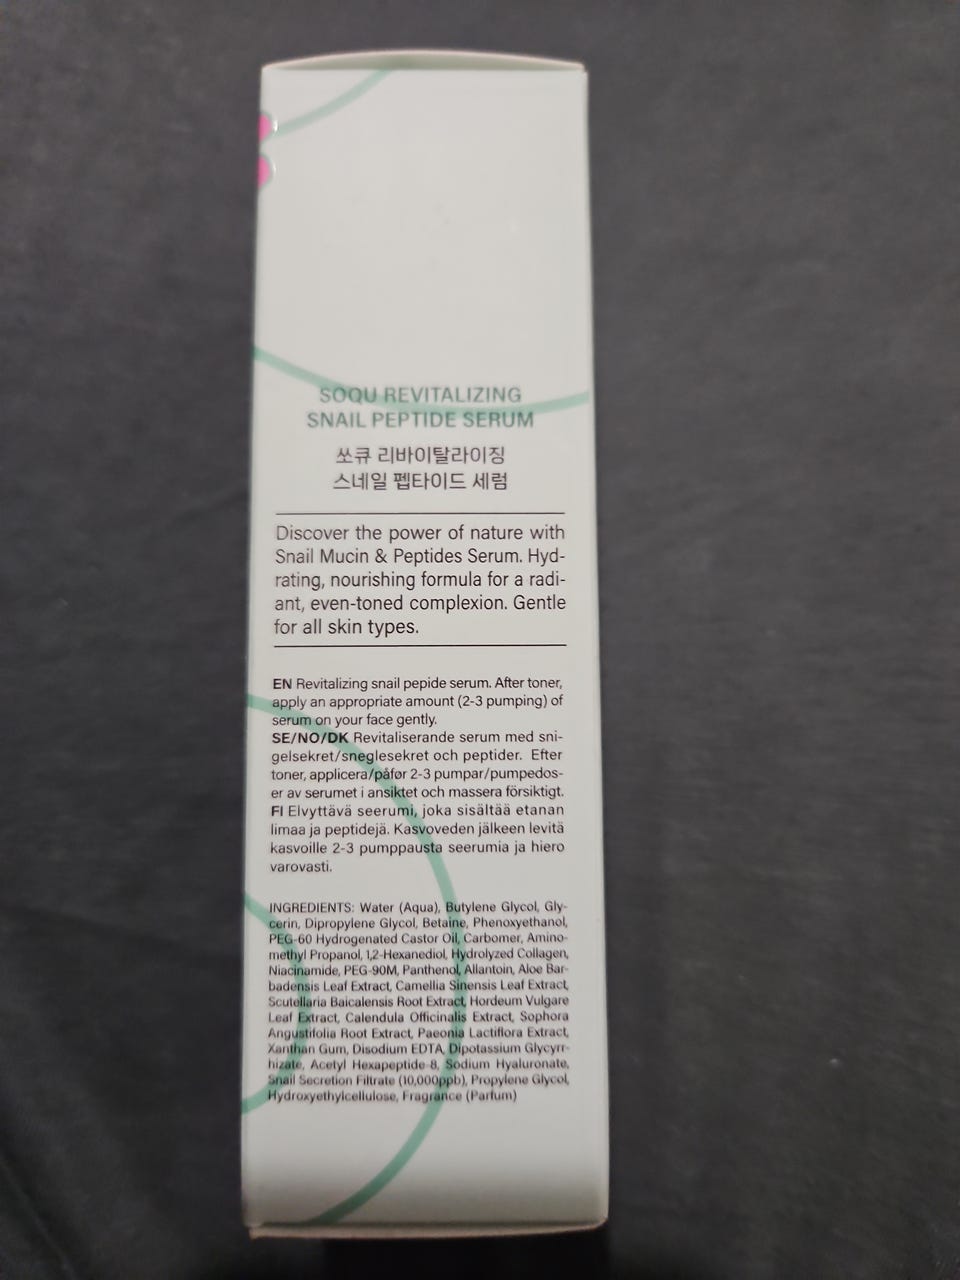 SOQU REVITALIZING
SNAIL PEPTIDE SERUM
쏘큐 리바이탈라이징
스네일 펩타이드 세럼
Discover the power of nature with
Snail Mucin & Peptides Serum. Hyd-
rating, nourishing formula for a radi-
ant, even-toned complexion. Gentle
for all skin types.
EN Revitalizing snail pepide serum. After toner,
apply an appropriate amount (2-3 pumping) of
serum on your face gently.
SE/NO/DK Revitaliserande serum med sni-
gelsekret/sneglesekret och peptider. Efter
toner, applicera/påfør 2-3 pumpar/pumpedos-
er av serumet i ansiktet och massera försiktigt.
FI Elvyttävä seerumi, joka sisältää etanan
limaa ja peptidejä. Kasvoveden jälkeen levitä
kasvoille 2-3 pumppausta seerumia ja hiero
varovasti.
INGREDIENTS: Water (Aqua), Butylene Glycol, Gly-
cerin, Dipropylene Glycol, Betaine, Phenoxyethanol,
PEG-60 Hydrogenated Castor Oil, Carbomer, Amino-
methyl Propanol, 1,2-Hexanediol, Hydrolyzed Collagen,
Niacinamide, PEG-90M, Panthenol, Allantoin, Aloe Bar-
badensis Leaf Extract, Camellia Sinensis Leaf Extract,
Scutellaria Baicalensis Root Extract, Hordeum Vulgare
Leaf Extract, Calendula Officinalis Extract, Sophora
Angustifolia Root Extract, Paeonia Lactiflora Extract,
Xanthan Gum, Disodium EDTA, Dipotassium Glycyrr-
hizate, Acetyl Hexapeptide-8, Sodium Hyaluronate,
Snail Secretion Filtrate (10,000ppb), Propylene Glycol,
Hydroxyethylcellulose, Fragrance (Parfum)